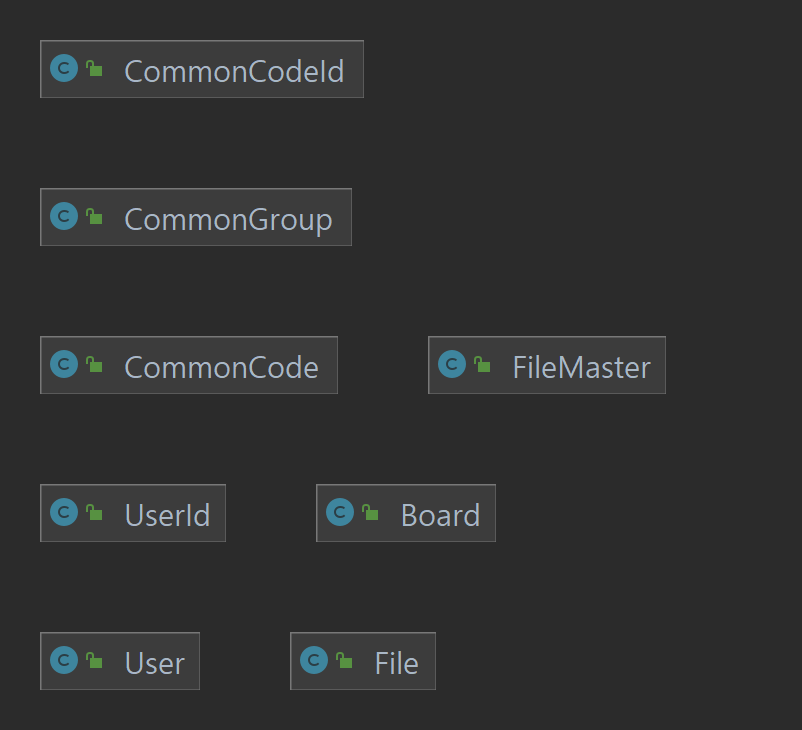 CommonCodeId
CommonGroup
CommonCode FileMaster
UserId Board
User File